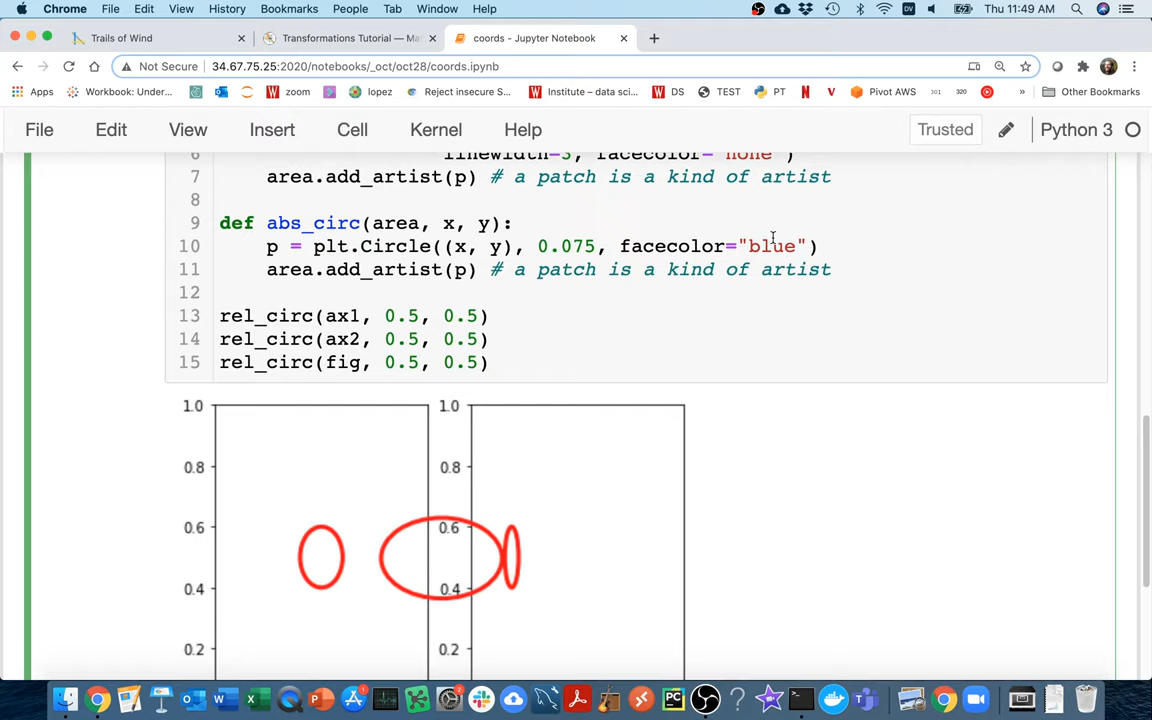 Chrome File Edit View History Bookmarks People Tab Window Help Thu 11:49 AM
Trails of Wind Transformations Tutorial — Ma coords - Jupyter Notebook
Not Secure 34.67.75.25:2020/notebooks/_oct/oct28/coords.ipynb
Apps Workbook: Under... zoom lopez Reject insecure S... Institute – data sci... DS TEST PT Pivot AWS Other Bookmarks
File Edit View Insert Cell Kernel Help Trusted Python 3
6 linewidth=3, facecolor="none")
7 area.add_artist(p) # a patch is a kind of artist
8
9 def abs_circ(area, x, y):
10 p = plt.Circle((x, y), 0.075, facecolor="blue")
11 area.add_artist(p) # a patch is a kind of artist
12
13 rel_circ(ax1, 0.5, 0.5)
14 rel_circ(ax2, 0.5, 0.5)
15 rel_circ(fig, 0.5, 0.5)
1.0 1.0
0.8 0.8
0.6 0.6
0.4 0.4
0.2 0.2